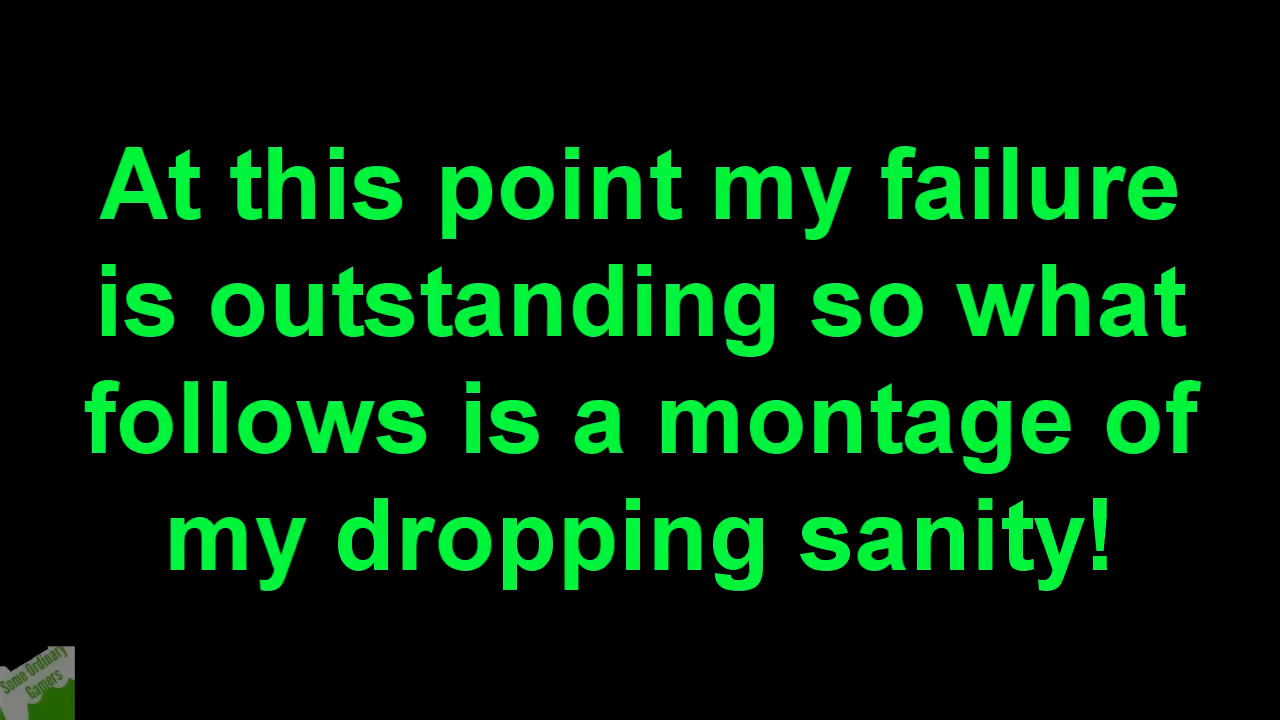 At this point my failure
is outstanding so what
follows is a montage of
my dropping sanity!
Some Ordinary
Gamers